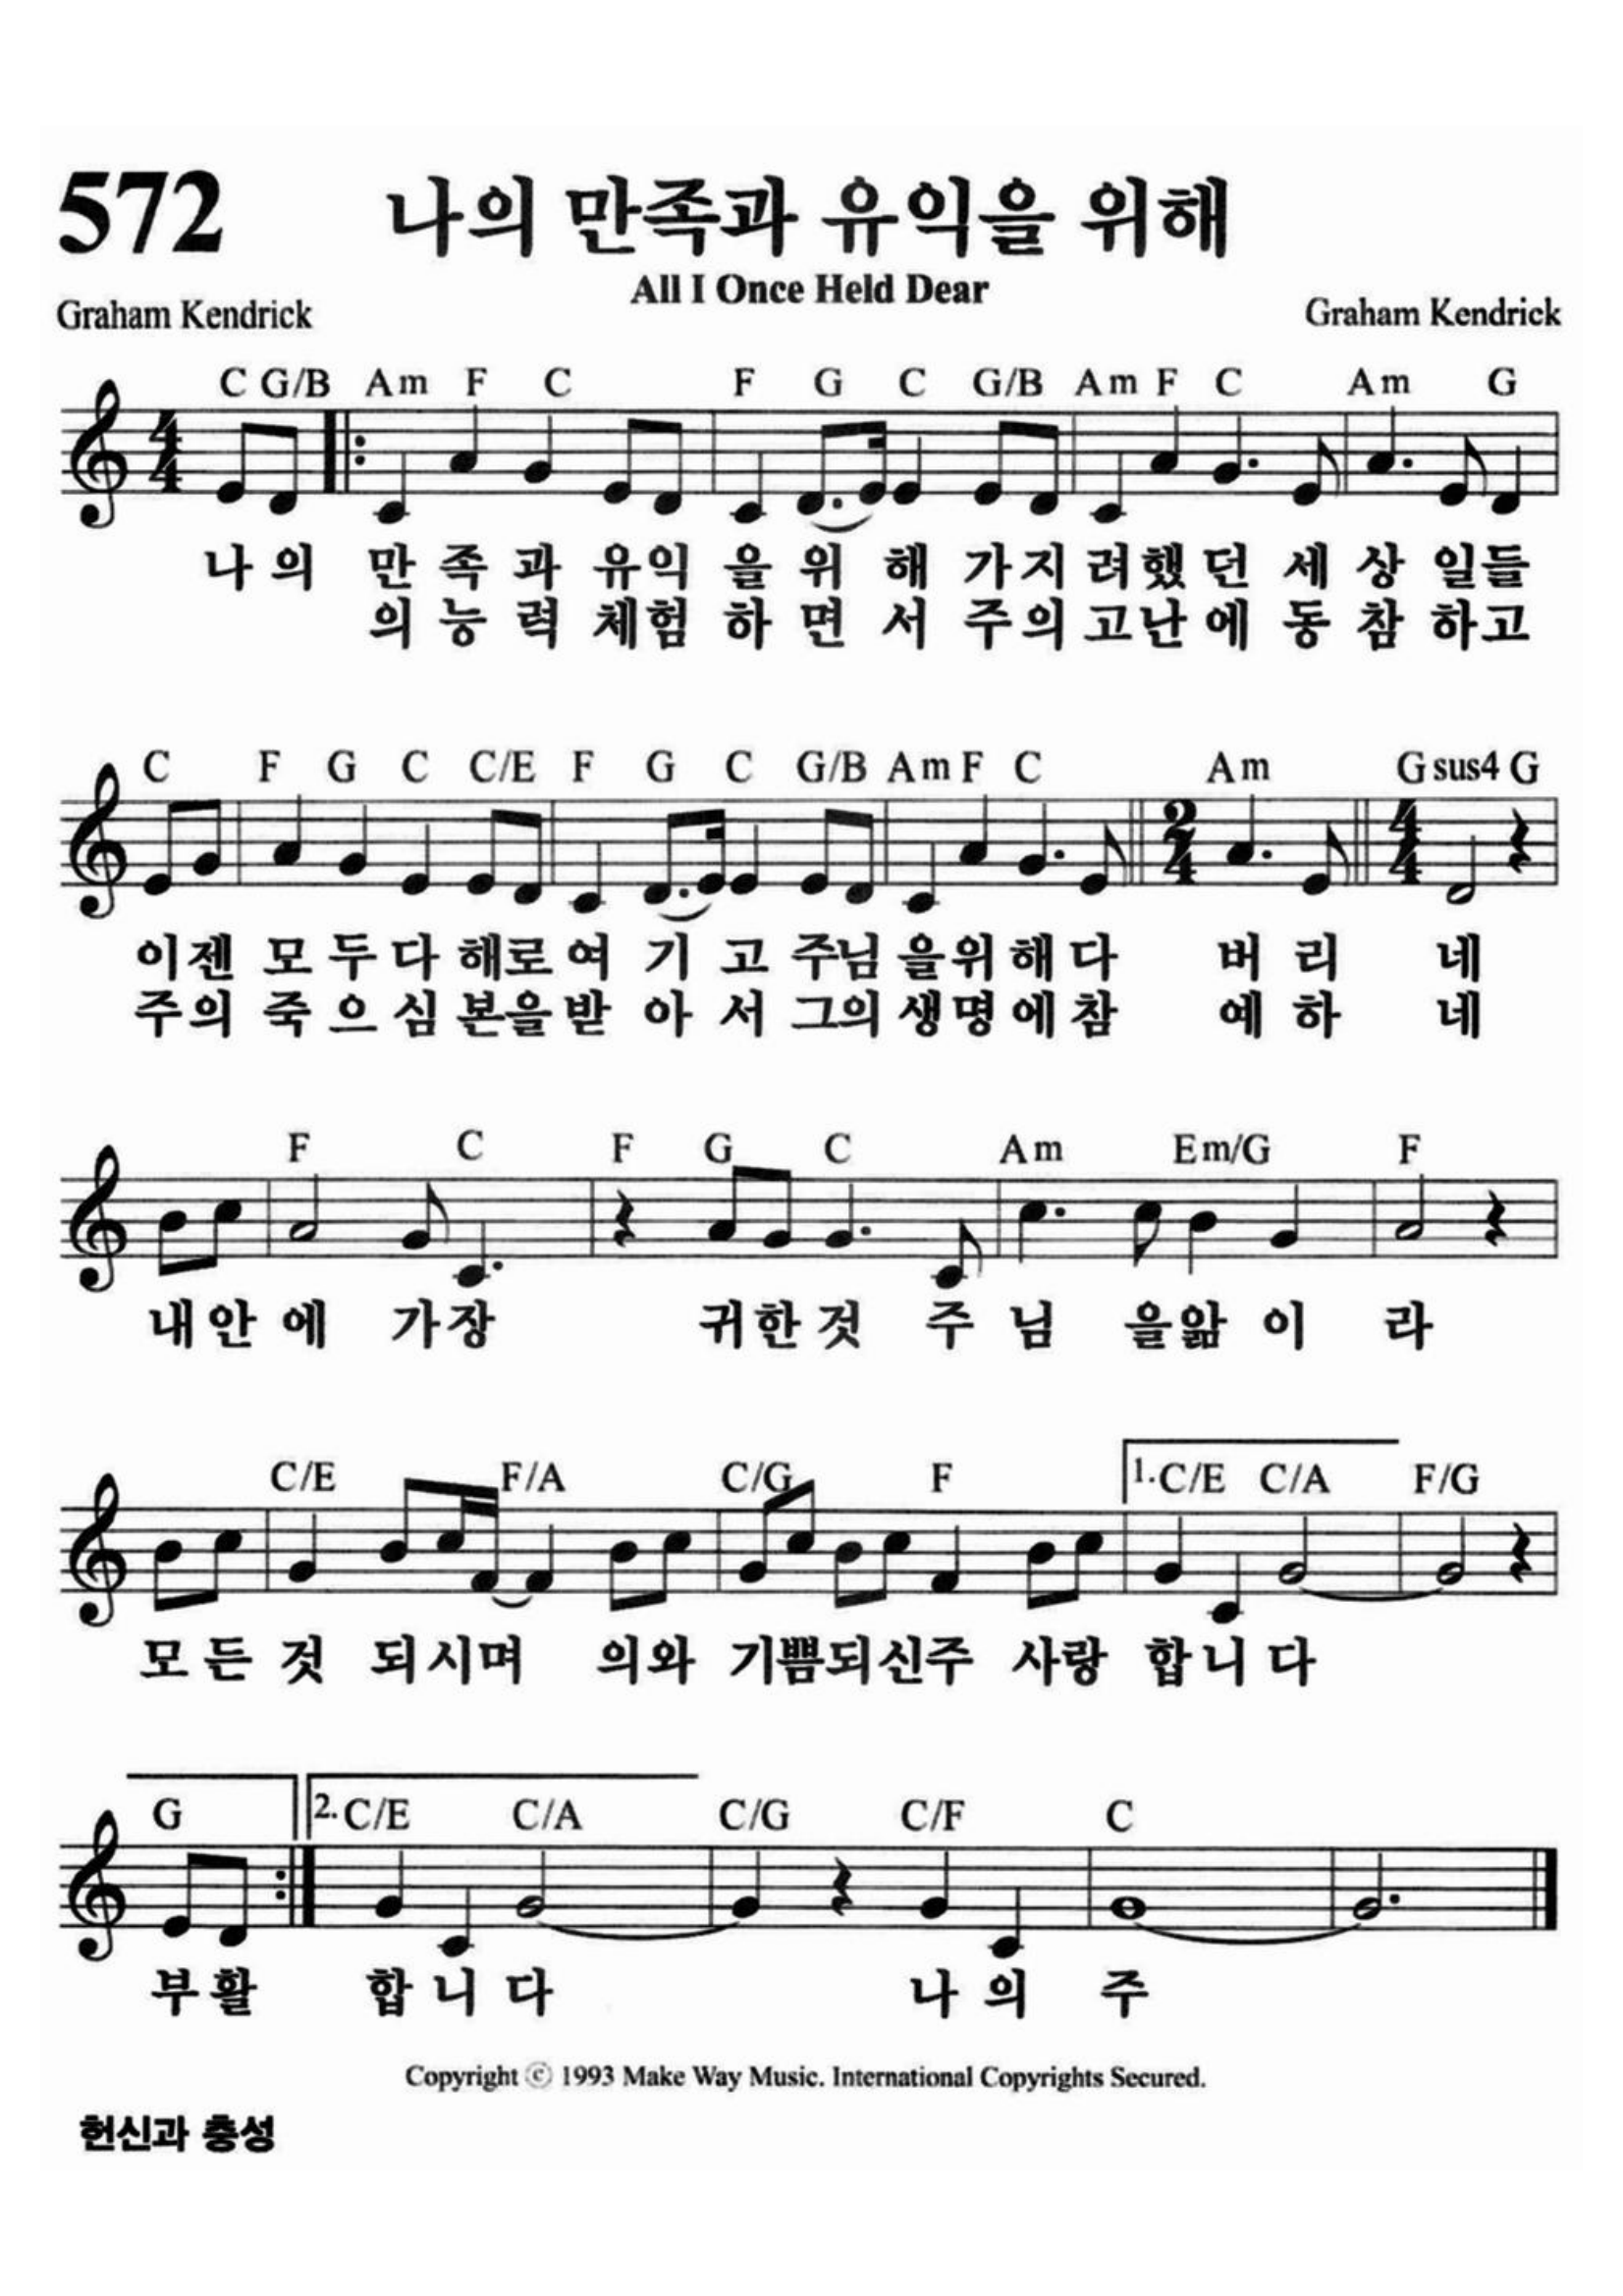 572
나의 만족과 유익을 위해
All I Once Held Dear
Graham Kendrick
Graham Kendrick
C G/B Am F C F G C G/B Am F C Am G
4/4
나의 만족과 유익을 위해 가지려했던 세상 일들
의능력 체험하면서 주의고난에 동참하고
C F G C C/E F G C G/B Am F C Am Gsus4 G
2/4 4/4
이젠 모두다 해로여기고 주님을위해다 버리 네
주의 죽으심 본을받아서 그의생명에참 예하 네
F C F G C Am Em/G F
내안에 가장 귀한것 주님 을앎이 라
C/E F/A C/G F 1. C/E C/A F/G
모든것 되시며 의와 기쁨되신주 사랑 합니다
G 2. C/E C/A C/G C/F C
부활 합니다 나의 주
Copyright ⓒ 1993 Make Way Music. International Copyrights Secured.
헌신과 충성